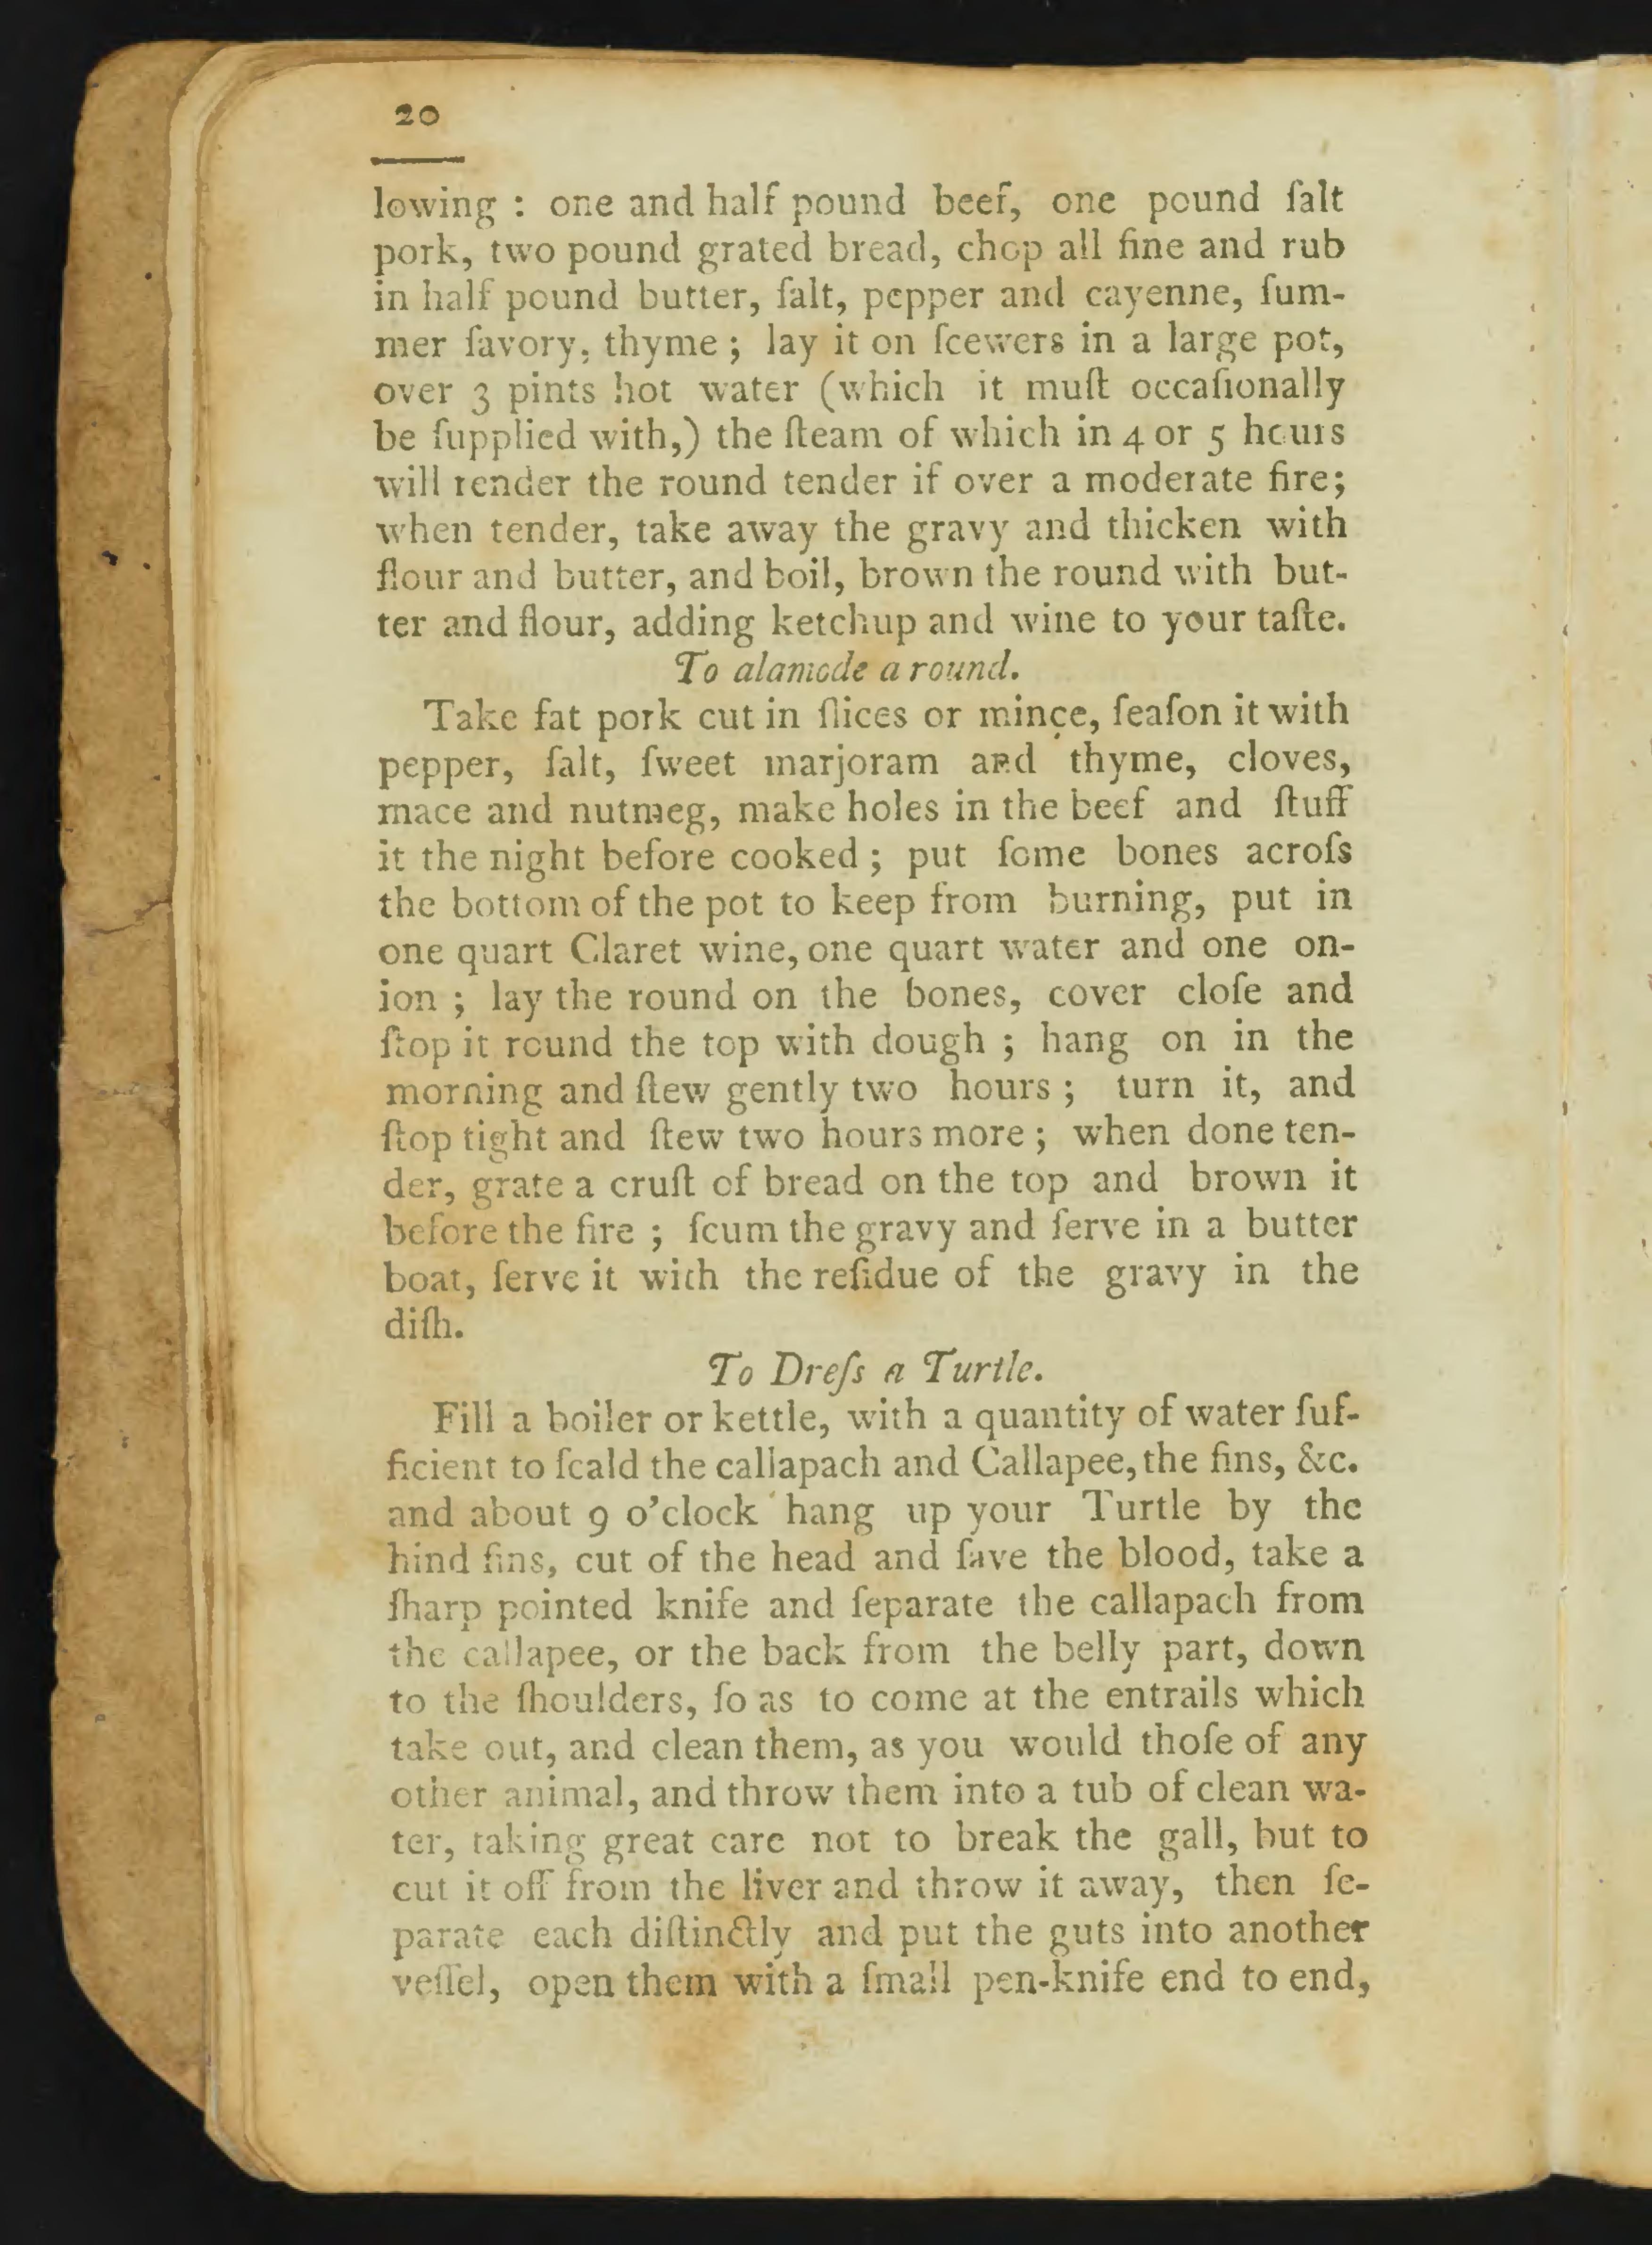 20
lowing : one and half pound beef, one pound ſalt
pork, two pound grated bread, chop all fine and rub
in half pound butter, ſalt, pepper and cayenne, ſum-
mer ſavory, thyme ; lay it on ſcewers in a large pot,
over 3 pints hot water (which it muſt occaſionally
be ſupplied with,) the ſteam of which in 4 or 5 hours
will render the round tender if over a moderate fire;
when tender, take away the gravy and thicken with
flour and butter, and boil, brown the round with but-
ter and flour, adding ketchup and wine to your taſte.
To alamode a round.
Take fat pork cut in ſlices or mince, ſeaſon it with
pepper, ſalt, ſweet marjoram and thyme, cloves,
mace and nutmeg, make holes in the beef and ſtuff
it the night before cooked ; put ſome bones acroſs
the bottom of the pot to keep from burning, put in
one quart Claret wine, one quart water and one on-
ion ; lay the round on the bones, cover cloſe and
ſtop it round the top with dough ; hang on in the
morning and ſtew gently two hours ; turn it, and
ſtop tight and ſtew two hours more ; when done ten-
der, grate a cruſt of bread on the top and brown it
before the fire ; ſcum the gravy and ſerve in a butter
boat, ſerve it with the reſidue of the gravy in the
diſh.
To Dreſs a Turtle.
Fill a boiler or kettle, with a quantity of water ſuf-
ficient to ſcald the callapach and Callapee, the fins, &c.
and about 9 o’clock hang up your Turtle by the
hind fins, cut of the head and ſave the blood, take a
ſharp pointed knife and ſeparate the callapach from
the callapee, or the back from the belly part, down
to the ſhoulders, ſo as to come at the entrails which
take out, and clean them, as you would thoſe of any
other animal, and throw them into a tub of clean wa-
ter, taking great care not to break the gall, but to
cut it off from the liver and throw it away, then ſe-
parate each diſtinctly and put the guts into another
veſſel, open them with a ſmall pen-knife end to end,